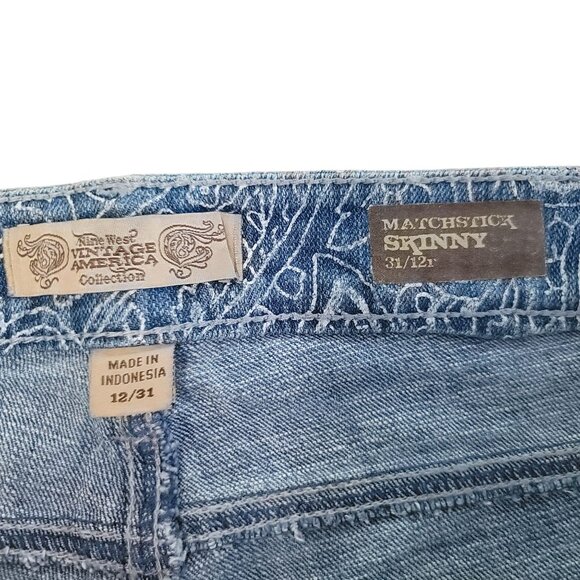 Nine West
VINTAGE
AMERICA
Collection
MATCHSTICK
SKINNY
31/12r
MADE IN
INDONESIA
12/31